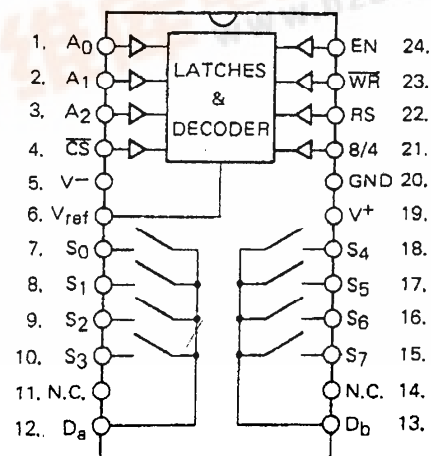 1. A0
2. A1
3. A2
4. CS
5. V–
6. Vref
7. S0
8. S1
9. S2
10. S3
11. N.C.
12. Da
LATCHES
&
DECODER
EN 24.
WR 23.
RS 22.
8/4 21.
GND 20.
V+ 19.
S4 18.
S5 17.
S6 16.
S7 15.
N.C. 14.
Db 13.